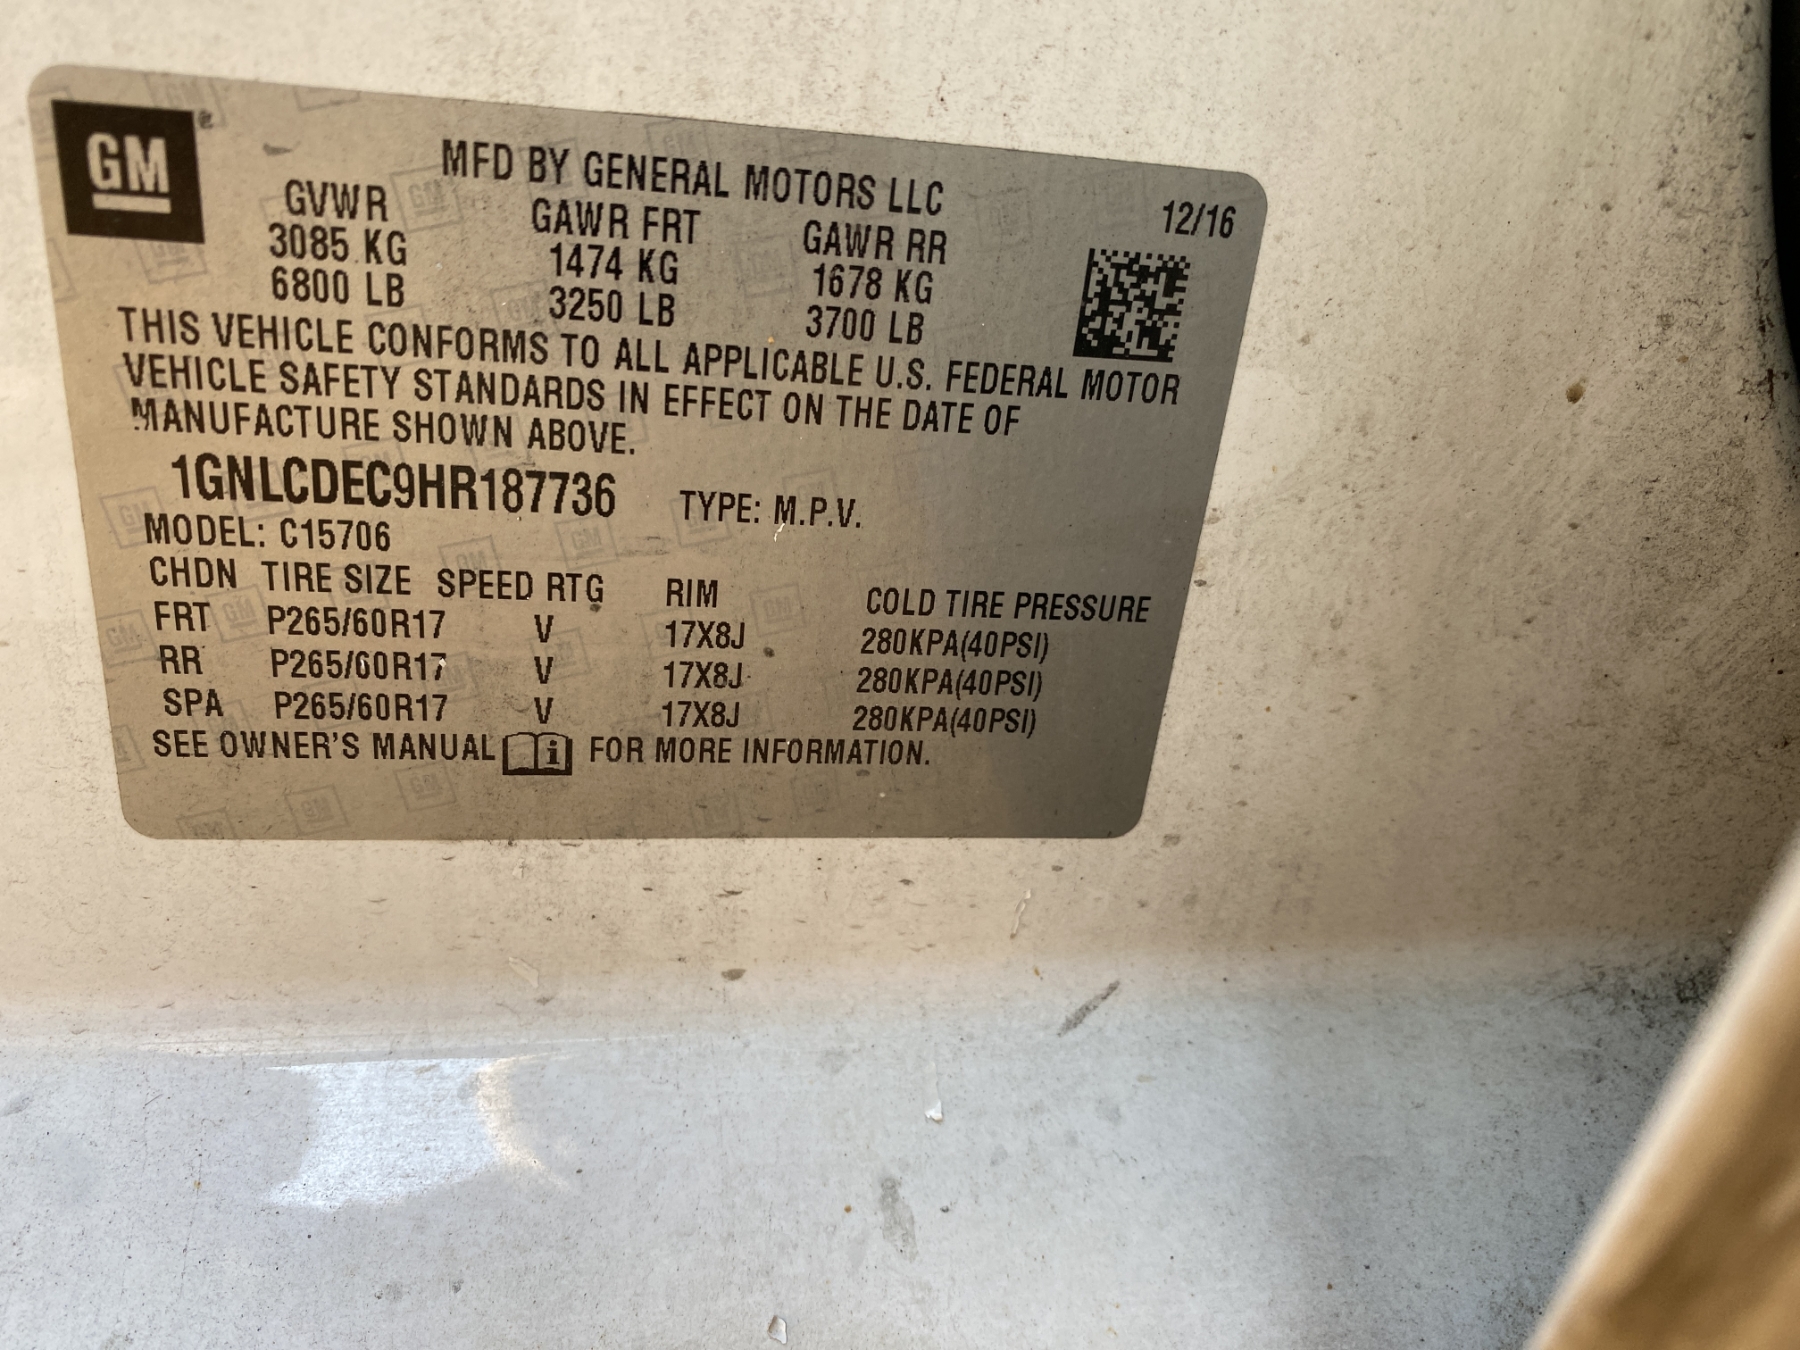 GM
MFD BY GENERAL MOTORS LLC
12/16
GVWR GAWR FRT GAWR RR
3085 KG 1474 KG 1678 KG
6800 LB 3250 LB 3700 LB
THIS VEHICLE CONFORMS TO ALL APPLICABLE U.S. FEDERAL MOTOR
VEHICLE SAFETY STANDARDS IN EFFECT ON THE DATE OF
MANUFACTURE SHOWN ABOVE.
1GNLCDEC9HR187736 TYPE: M.P.V.
MODEL: C15706
CHDN TIRE SIZE SPEED RTG RIM COLD TIRE PRESSURE
FRT P265/60R17 V 17X8J 280KPA(40PSI)
RR P265/60R17 V 17X8J 280KPA(40PSI)
SPA P265/60R17 V 17X8J 280KPA(40PSI)
SEE OWNER'S MANUAL FOR MORE INFORMATION.